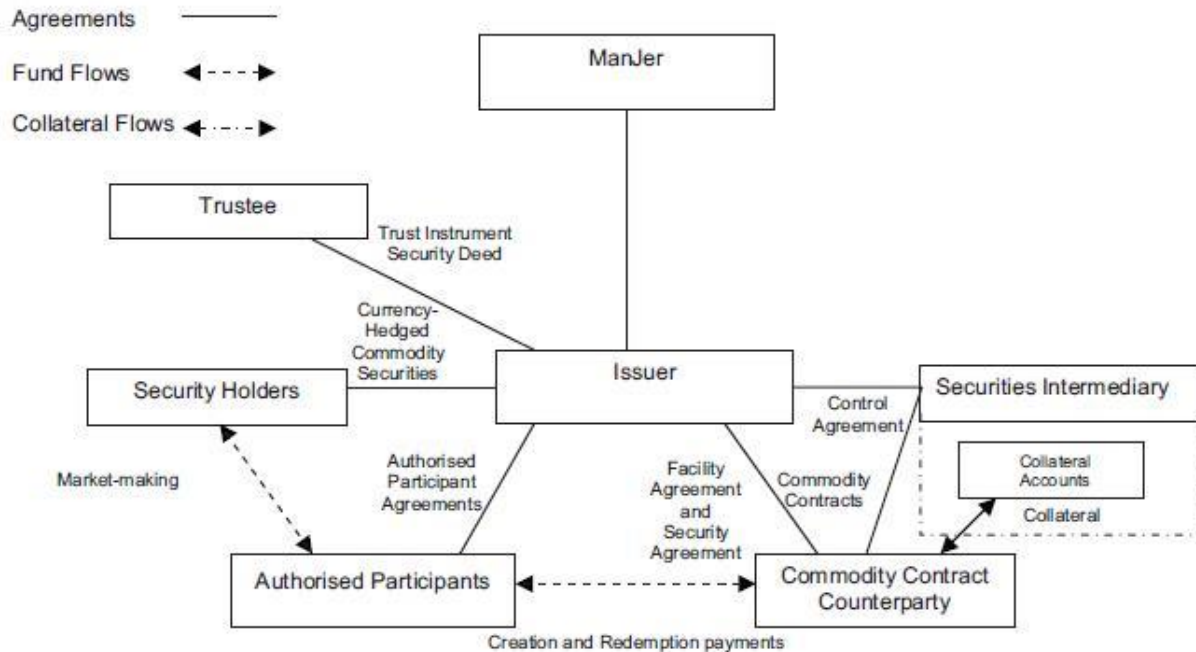 Agreements
Fund Flows
Collateral Flows
ManJer
Trustee
Trust Instrument
Security Deed
Currency-
Hedged
Commodity
Securities
Issuer
Security Holders
Securities Intermediary
Control
Agreement
Market-making
Authorised
Participant
Agreements
Facility
Agreement
and
Security
Agreement
Commodity
Contracts
Collateral
Accounts
Collateral
Authorised Participants
Commodity Contract
Counterparty
Creation and Redemption payments